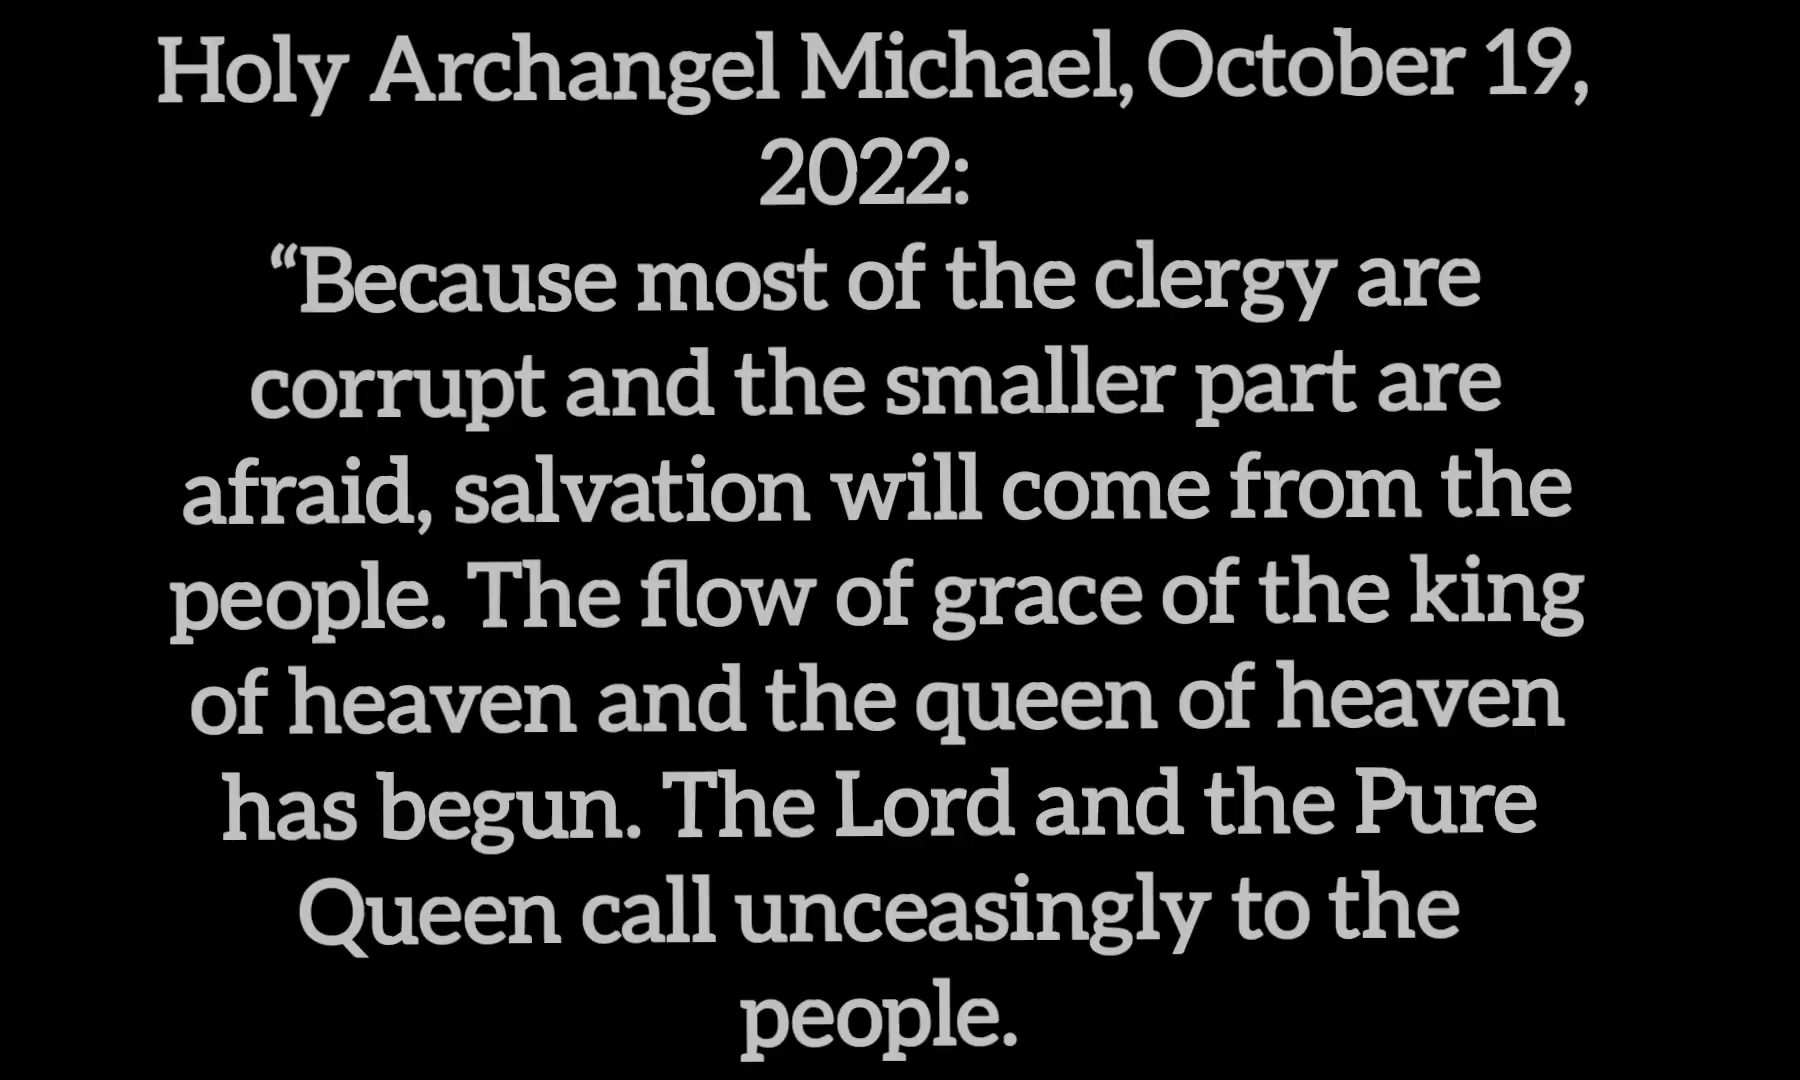 Holy Archangel Michael, October 19,
2022:
“Because most of the clergy are
corrupt and the smaller part are
afraid, salvation will come from the
people. The flow of grace of the king
of heaven and the queen of heaven
has begun. The Lord and the Pure
Queen call unceasingly to the
people.